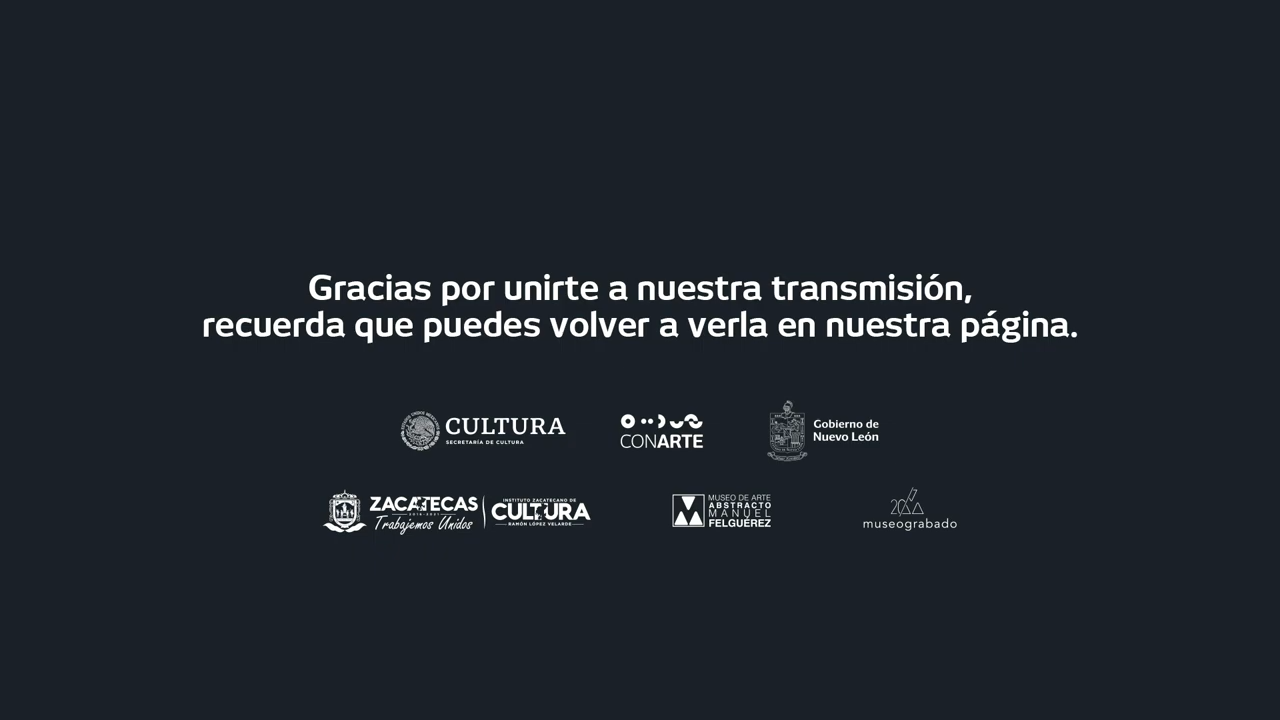 Gracias por unirte a nuestra transmisión,
recuerda que puedes volver a verla en nuestra página.
CULTURA
SECRETARÍA DE CULTURA
CONARTE
Gobierno de
Nuevo León
ZACATECAS
2016-2021
Trabajemos Unidos
INSTITUTO ZACATECANO DE
CULTURA
RAMÓN LÓPEZ VELARDE
MUSEO DE ARTE
ABSTRACTO
MANUEL
FELGUÉREZ
museograbado